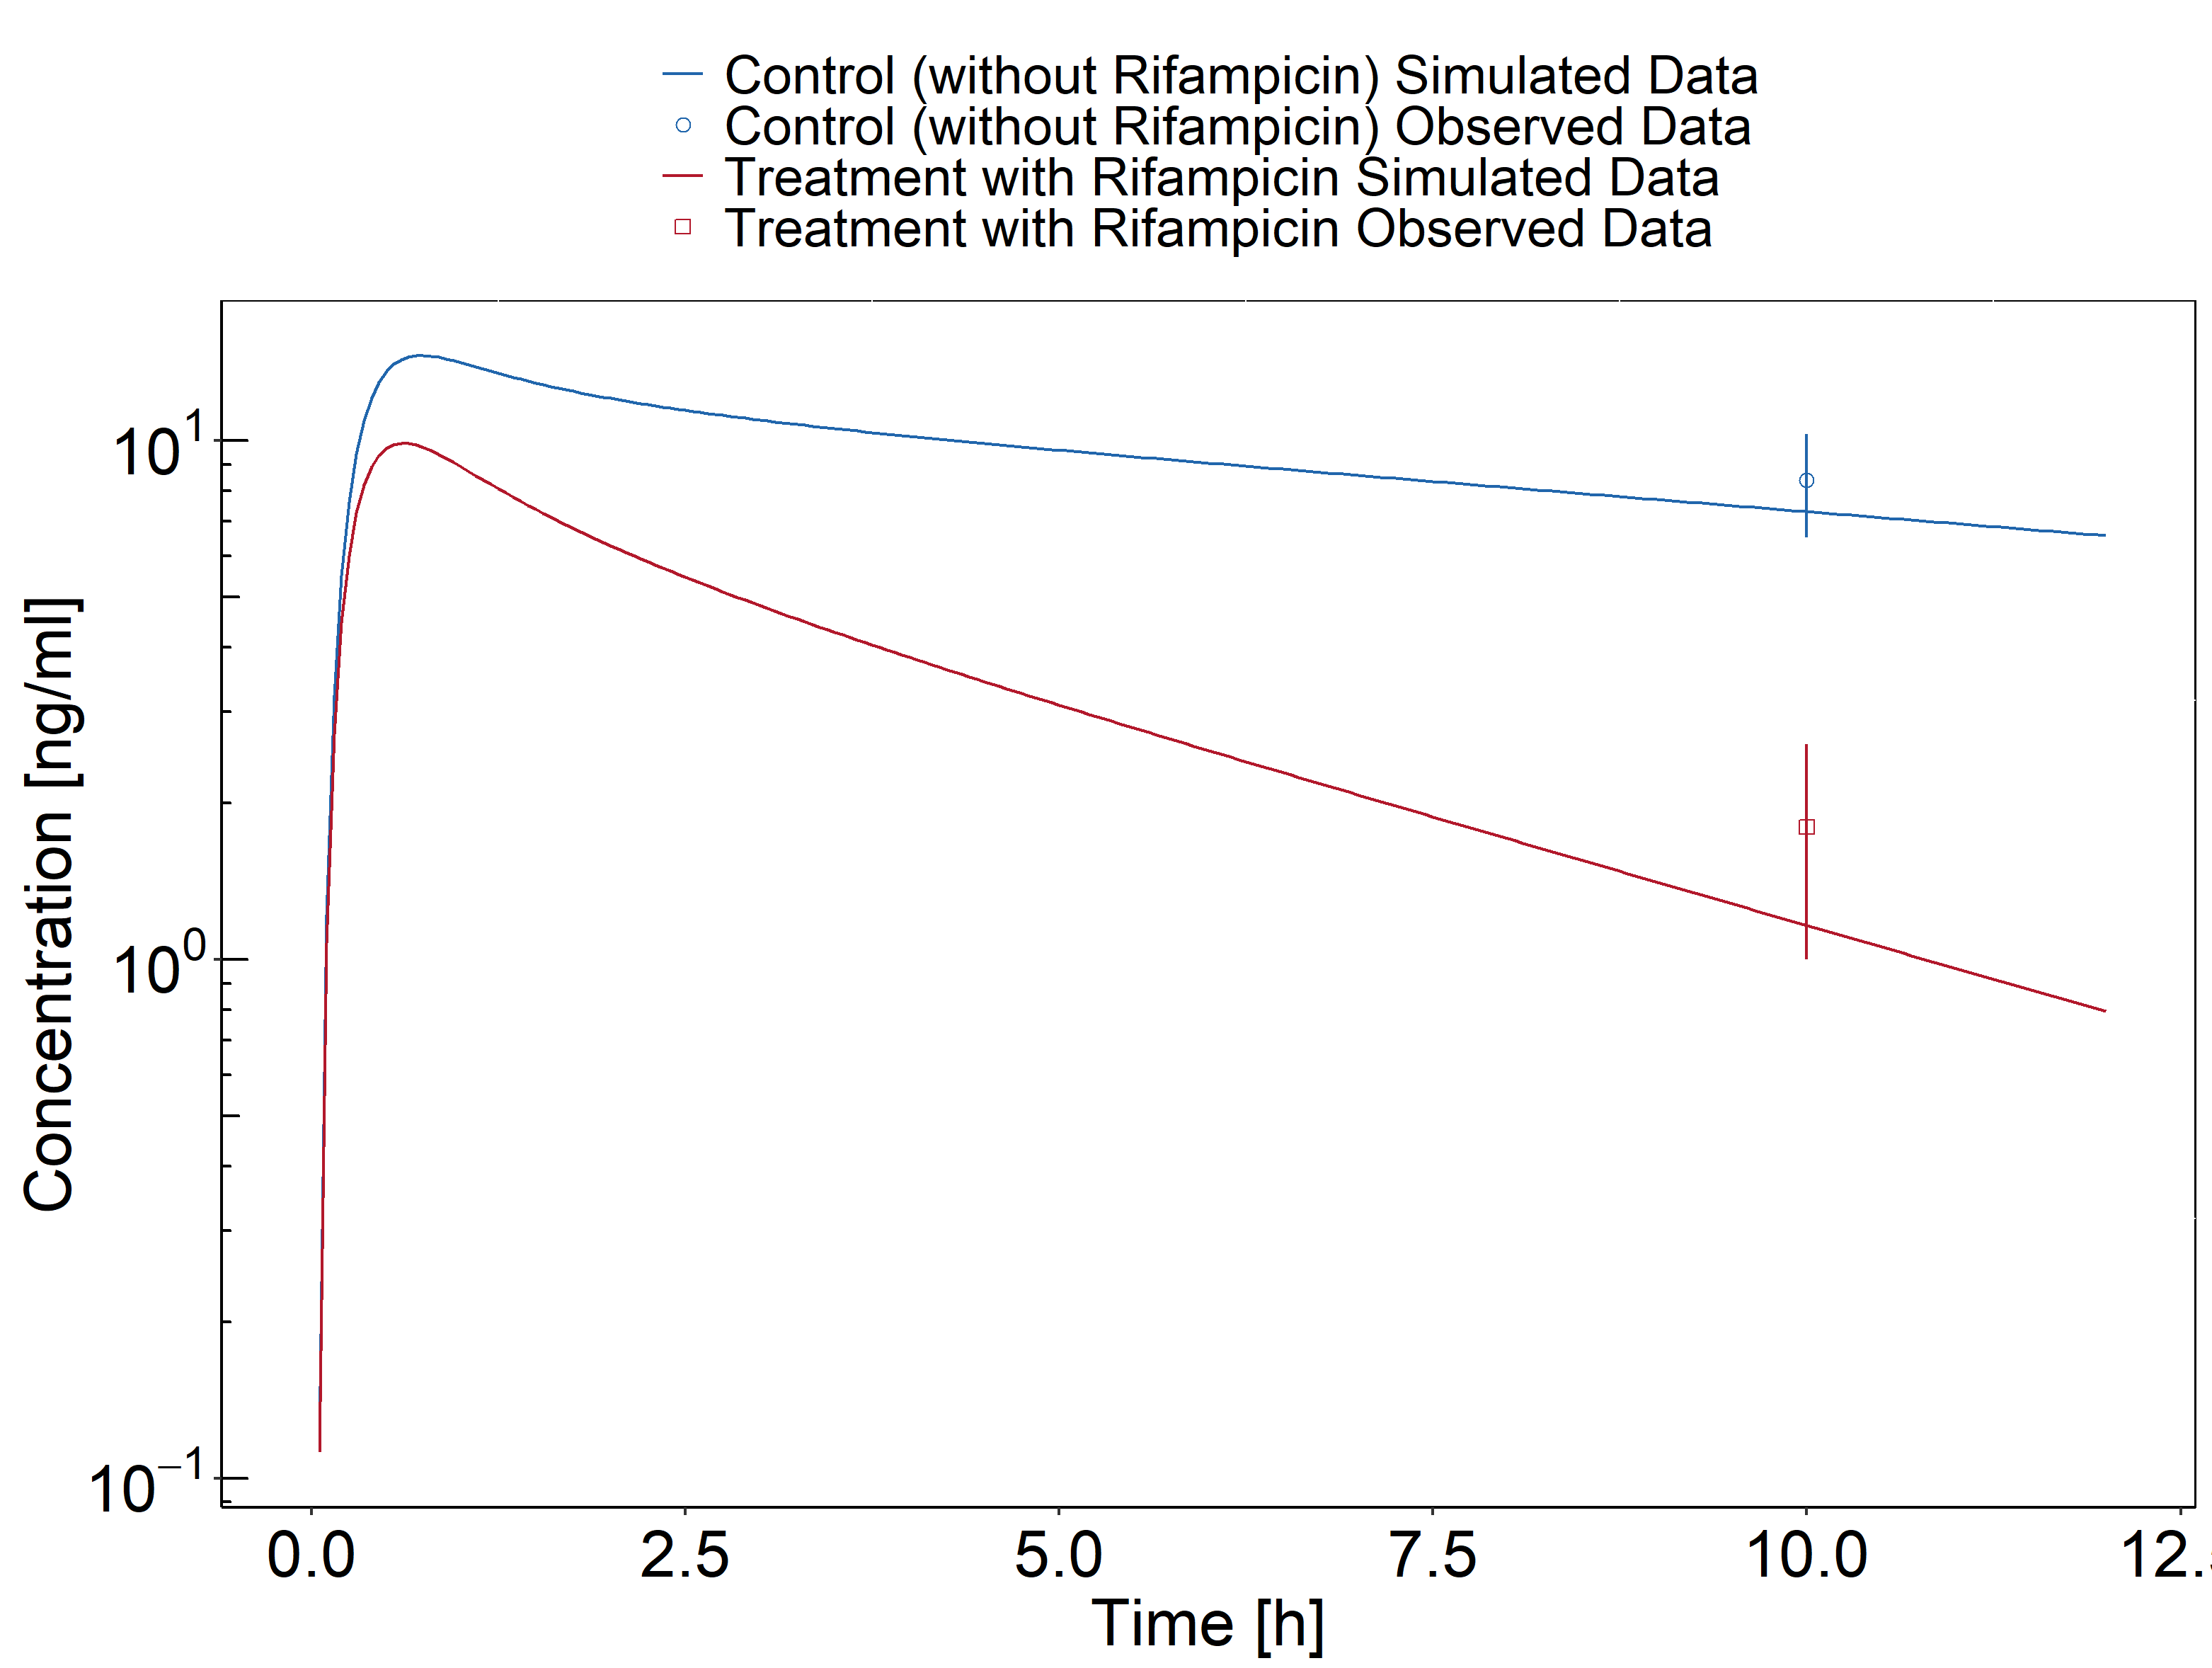 Control (without Rifampicin) Simulated Data
Control (without Rifampicin) Observed Data
Treatment with Rifampicin Simulated Data
Treatment with Rifampicin Observed Data
Concentration [ng/ml]
10¹
10⁰
10⁻¹
0.0 2.5 5.0 7.5 10.0 12.
Time [h]